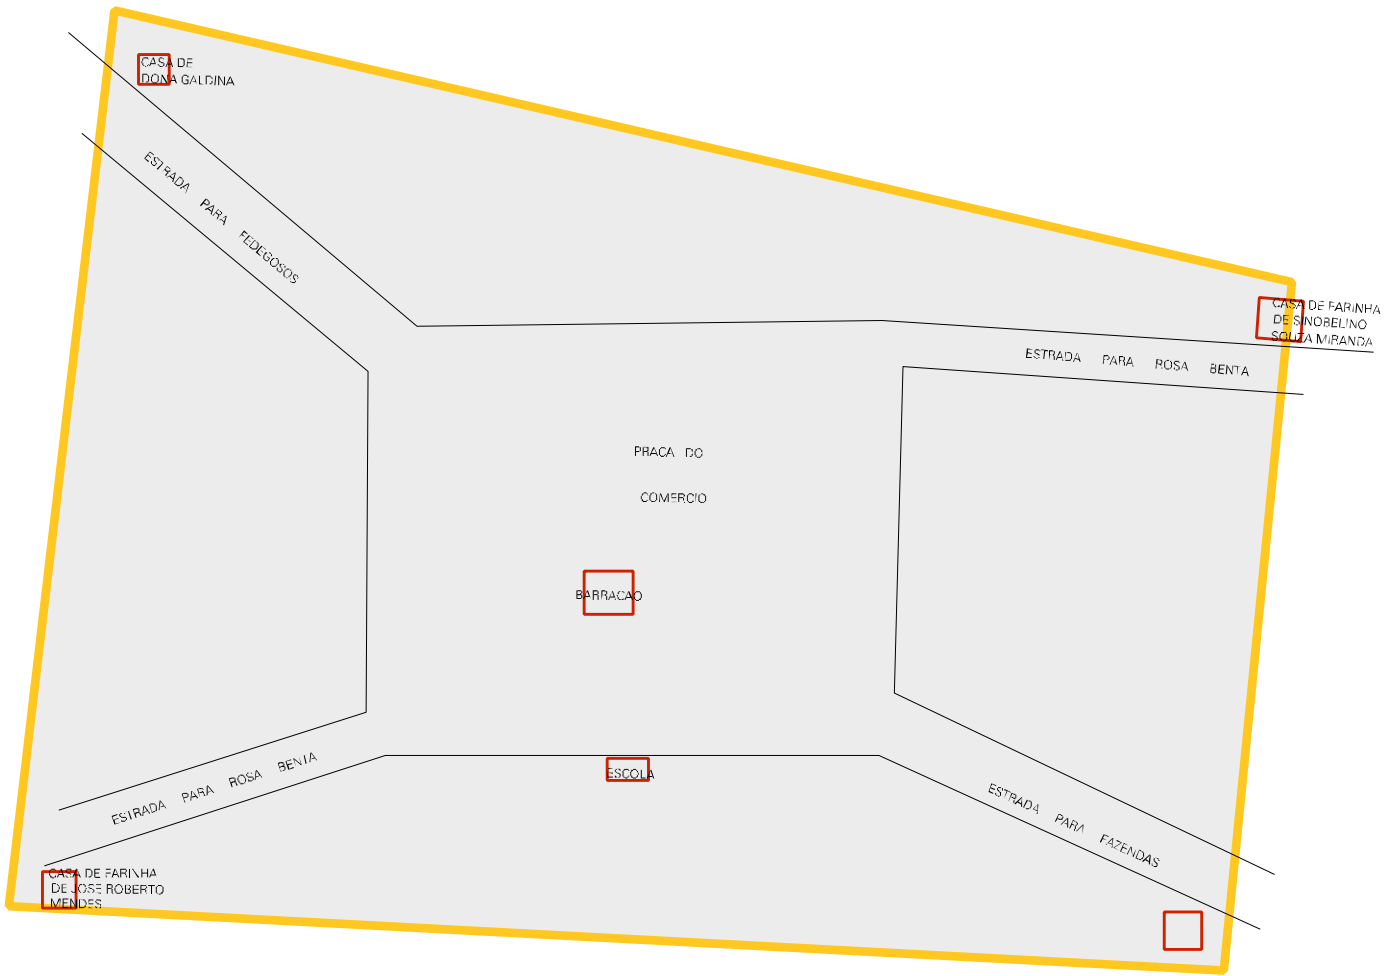 CASA DE
DONA GALDINA
ESTRADA PARA FEDEGOSOS
CASA DE FARINHA
DE SINOBELINO
SOUZA MIRANDA
ESTRADA PARA ROSA BENTA
PRACA DO
COMERCIO
BARRACAO
ESCOLA
ESTRADA PARA ROSA BENTA
ESTRADA PARA FAZENDAS
CASA DE FARINHA
DE JOSE ROBERTO
MENDES